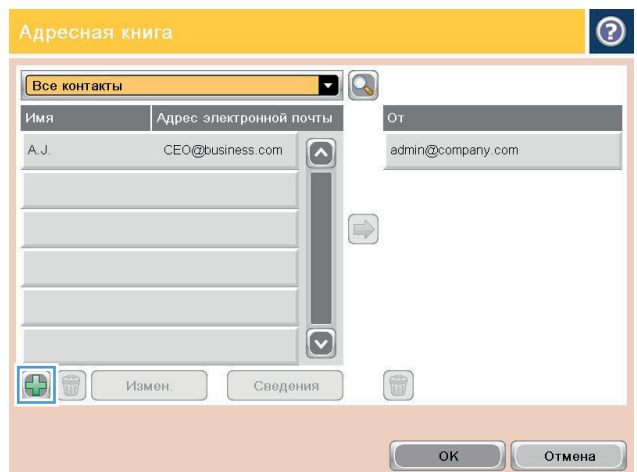 Адресная книга
Все контакты
Имя Адрес электронной почты От
A.J. CEO@business.com admin@company.com
Измен. Сведения
OK Отмена